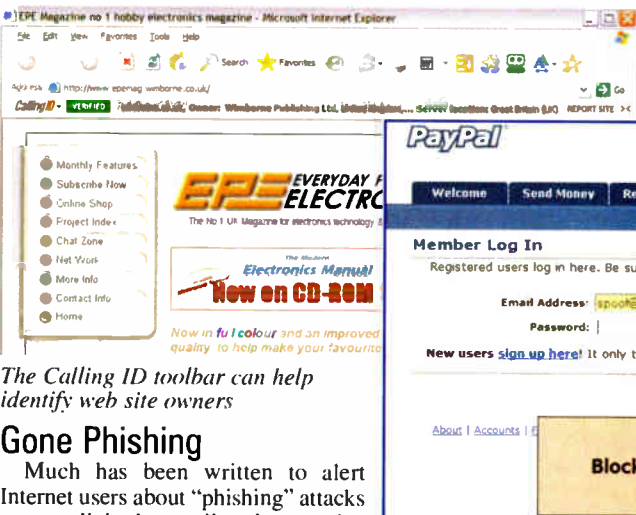 EPE Magazine no 1 hobby electronics magazine - Microsoft Internet Explorer
File Edit View Favorites Tools Help
Search Favorites
Address http://www epemag wimborne.co.uk/
Go
Calling ID VERIFIED Owner: Wimborne Publishing Ltd, Server location: Great Britain (UK) REPORT SITE
Monthly Features
Subscribe Now
Online Shop
Project Index
Chat Zone
Net Work
More Info
Contact Info
Home
EPE EVERYDAY
ELECTRC
The No 1 UK Magazine for electronics technology &
The Modern
Electronics Manual
Now on CD-ROM
Now in full colour and an improved
quality to help make your favourite
PayPal
Welcome Send Money Re
Member Log In
Registered users log in here. Be su
Email Address: spoof@
Password:
New users sign up here! It only t
About | Accounts |
Block
The Calling ID toolbar can help
identify web site owners
Gone Phishing
Much has been written to alert
Internet users about "phishing" attacks